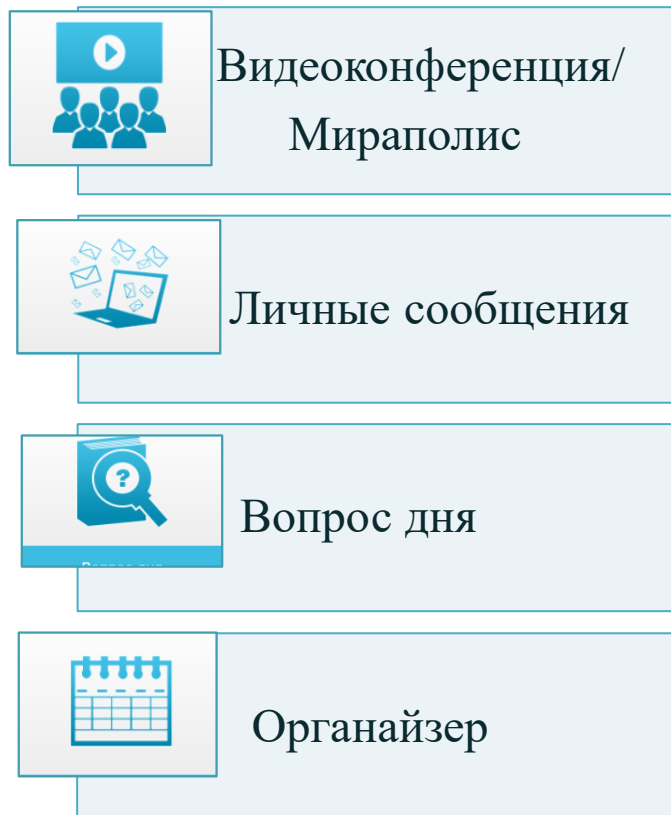 Видеоконференция/
Мираполис
Личные сообщения
?
Вопрос дня
Органайзер